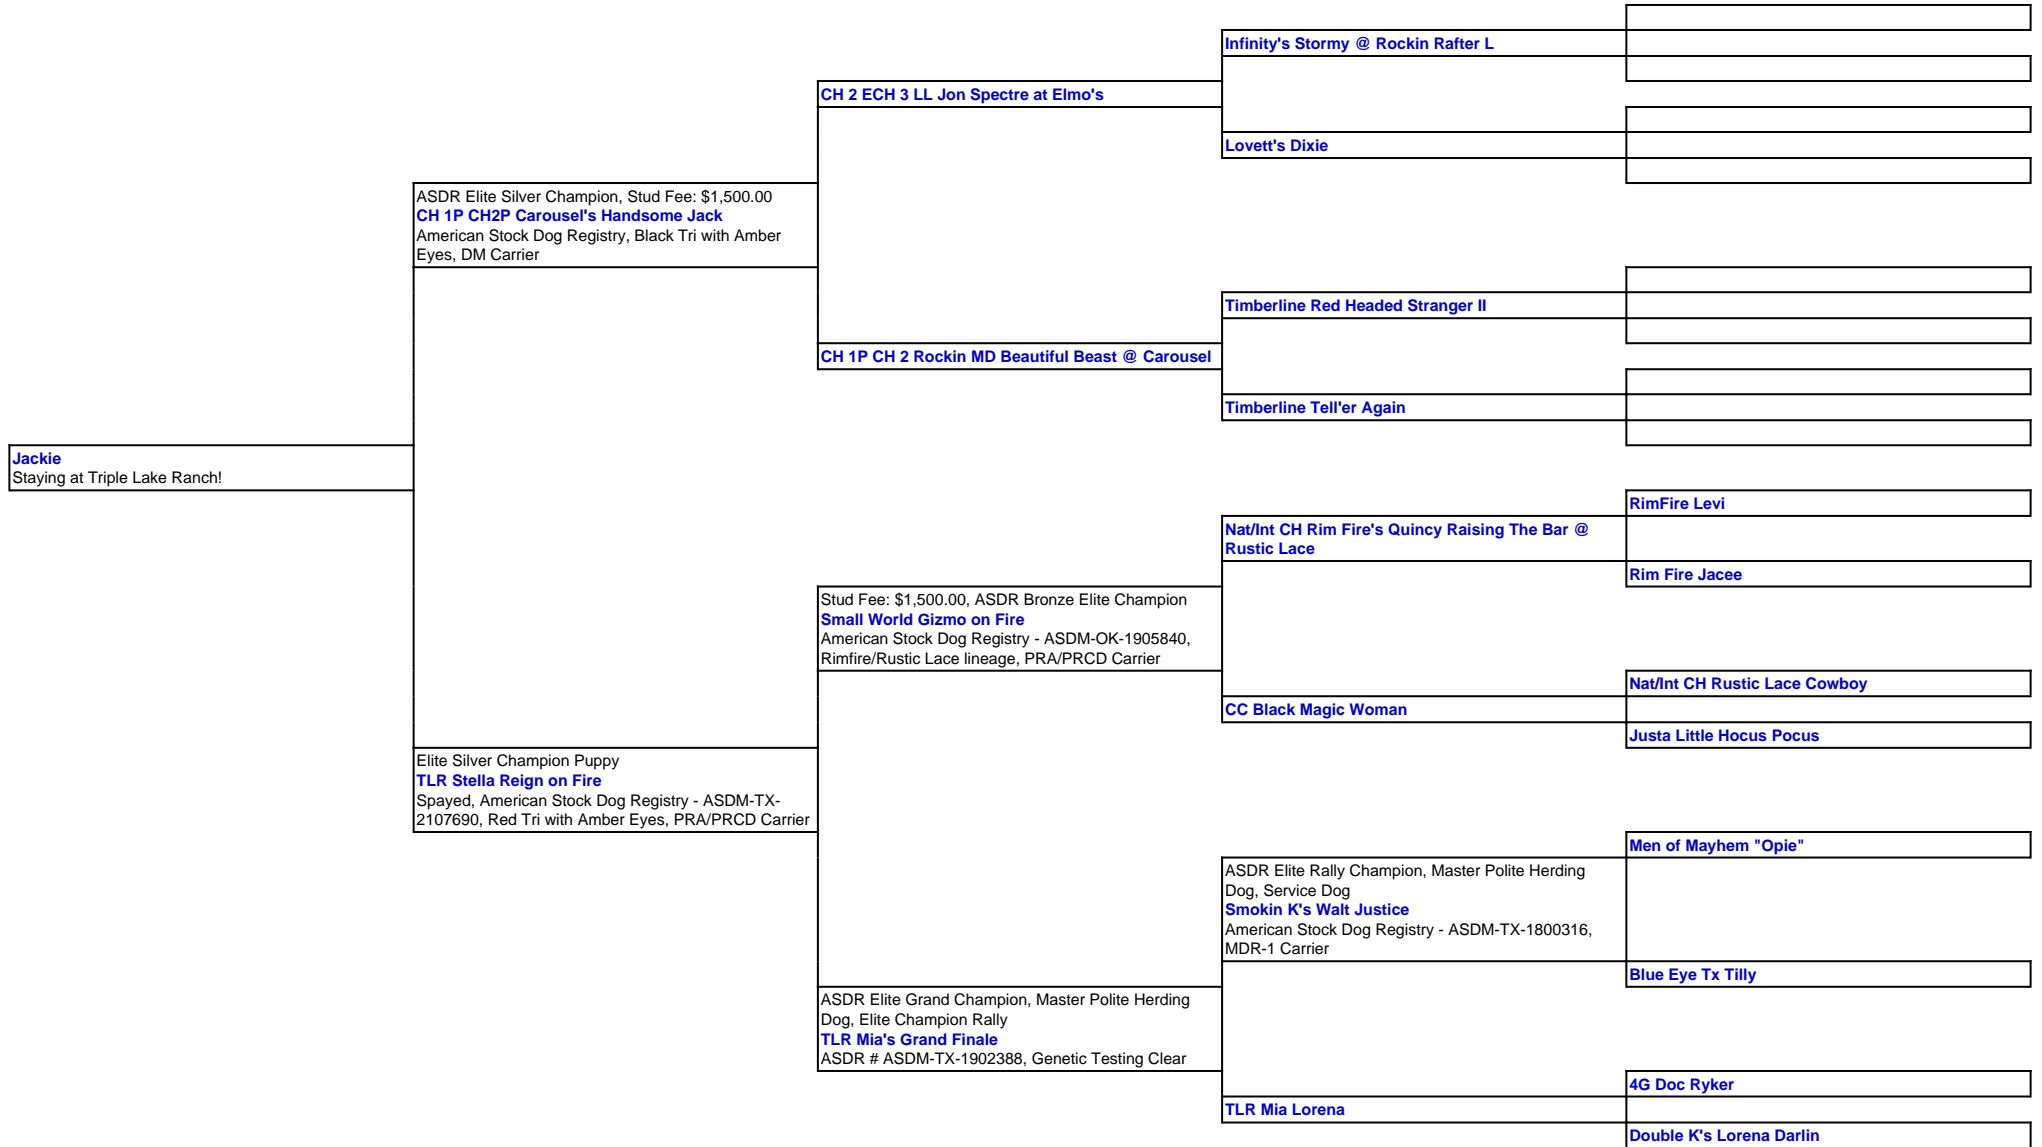 Infinity's Stormy @ Rockin Rafter L
CH 2 ECH 3 LL Jon Spectre at Elmo's
Lovett's Dixie
ASDR Elite Silver Champion, Stud Fee: $1,500.00
CH 1P CH2P Carousel's Handsome Jack
American Stock Dog Registry, Black Tri with Amber
Eyes, DM Carrier
Timberline Red Headed Stranger II
CH 1P CH 2 Rockin MD Beautiful Beast @ Carousel
Timberline Tell'er Again
Jackie
Staying at Triple Lake Ranch!
RimFire Levi
Nat/Int CH Rim Fire's Quincy Raising The Bar @
Rustic Lace
Rim Fire Jacee
Stud Fee: $1,500.00, ASDR Bronze Elite Champion
Small World Gizmo on Fire
American Stock Dog Registry - ASDM-OK-1905840,
Rimfire/Rustic Lace lineage, PRA/PRCD Carrier
Nat/Int CH Rustic Lace Cowboy
CC Black Magic Woman
Justa Little Hocus Pocus
Elite Silver Champion Puppy
TLR Stella Reign on Fire
Spayed, American Stock Dog Registry - ASDM-TX-
2107690, Red Tri with Amber Eyes, PRA/PRCD Carrier
Men of Mayhem "Opie"
ASDR Elite Rally Champion, Master Polite Herding
Dog, Service Dog
Smokin K's Walt Justice
American Stock Dog Registry - ASDM-TX-1800316,
MDR-1 Carrier
Blue Eye Tx Tilly
ASDR Elite Grand Champion, Master Polite Herding
Dog, Elite Champion Rally
TLR Mia's Grand Finale
ASDR # ASDM-TX-1902388, Genetic Testing Clear
4G Doc Ryker
TLR Mia Lorena
Double K's Lorena Darlin